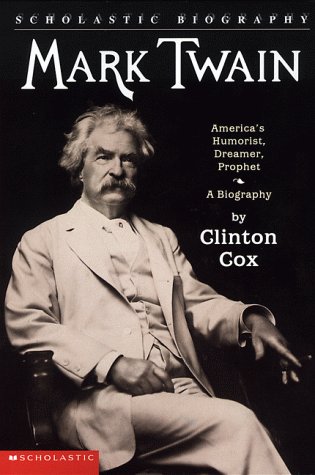 SCHOLASTIC BIOGRAPHY
MARK TWAIN
America's
Humorist,
Dreamer,
Prophet
A Biography
by
Clinton
Cox
SCHOLASTIC